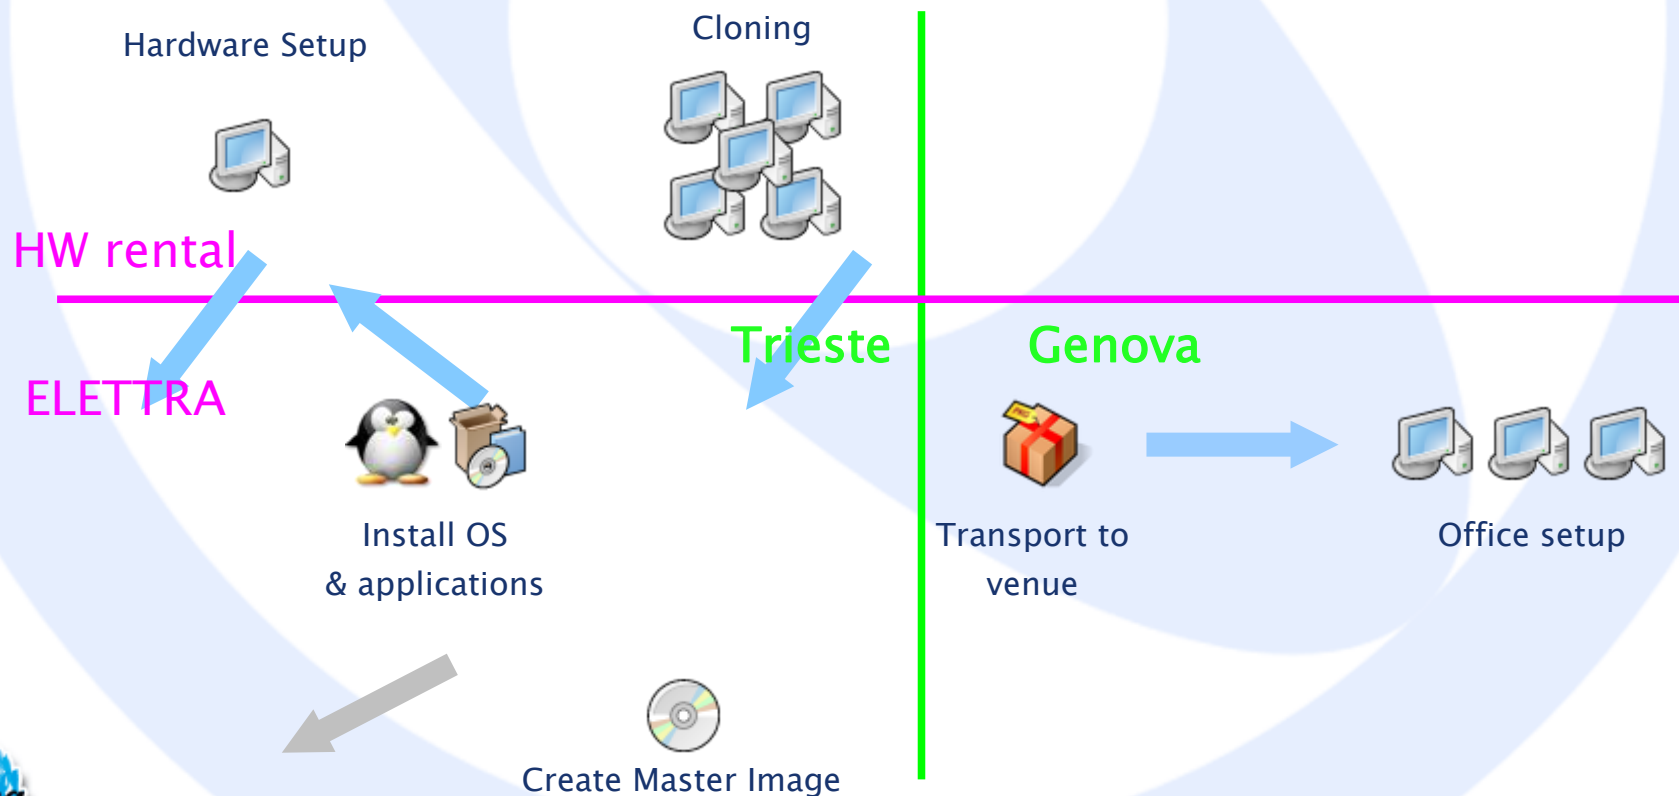 Hardware Setup
Cloning
HW rental
Trieste
Genova
ELETTRA
PKG
Install OS
& applications
Transport to
venue
Office setup
Create Master Image